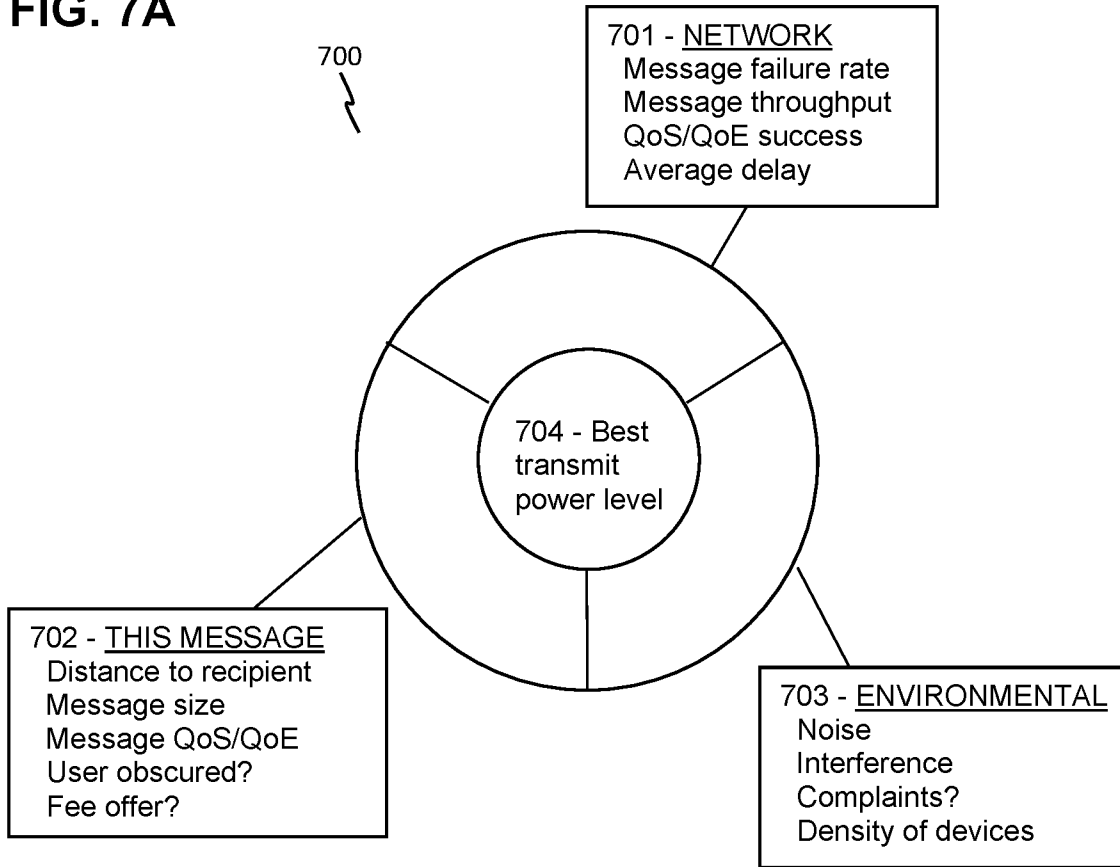 FIG. 7A
700
701 - NETWORK
Message failure rate
Message throughput
QoS/QoE success
Average delay
704 - Best
transmit
power level
702 - THIS MESSAGE
Distance to recipient
Message size
Message QoS/QoE
User obscured?
Fee offer?
703 - ENVIRONMENTAL
Noise
Interference
Complaints?
Density of devices